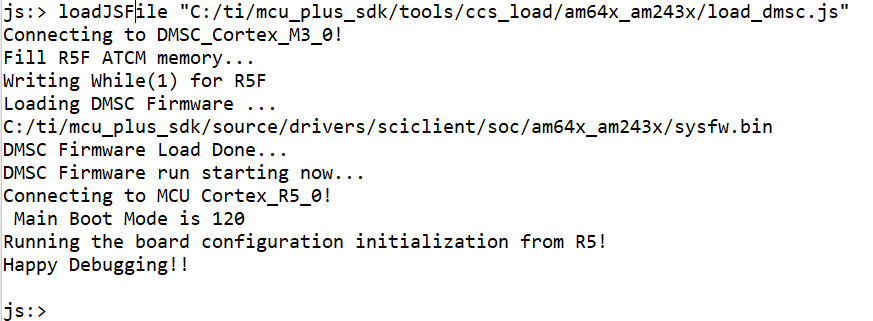 js:> loadJSFile "C:/ti/mcu_plus_sdk/tools/ccs_load/am64x_am243x/load_dmsc.js"
Connecting to DMSC_Cortex_M3_0!
Fill R5F ATCM memory...
Writing While(1) for R5F
Loading DMSC Firmware ...
C:/ti/mcu_plus_sdk/source/drivers/sciclient/soc/am64x_am243x/sysfw.bin
DMSC Firmware Load Done...
DMSC Firmware run starting now...
Connecting to MCU Cortex_R5_0!
 Main Boot Mode is 120
Running the board configuration initialization from R5!
Happy Debugging!!
js:>